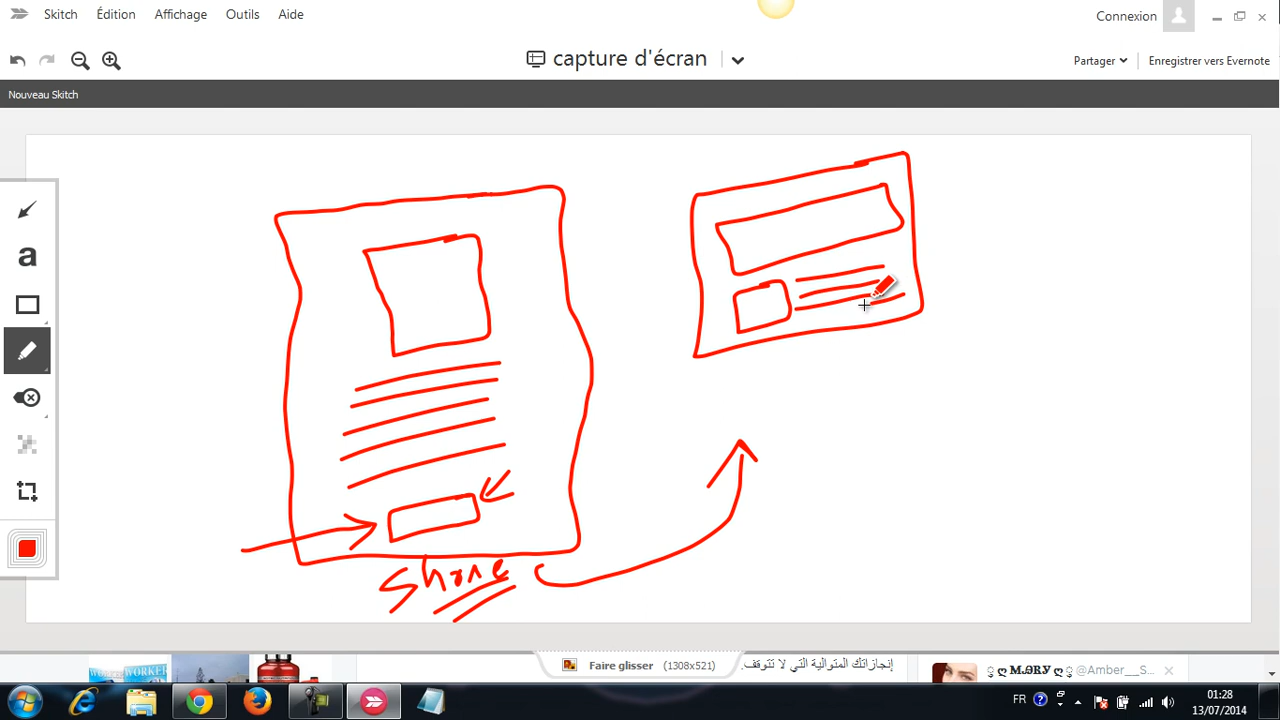 Skitch Édition Affichage Outils Aide
Connexion
capture d'écran
Partager
Enregistrer vers Evernote
Nouveau Skitch
a
Share
WORKER
Faire glisser (1308x521)
إنجازاتك المتوالية التي لا تتوقف.
@Amber__S...
FR
01:28
13/07/2014